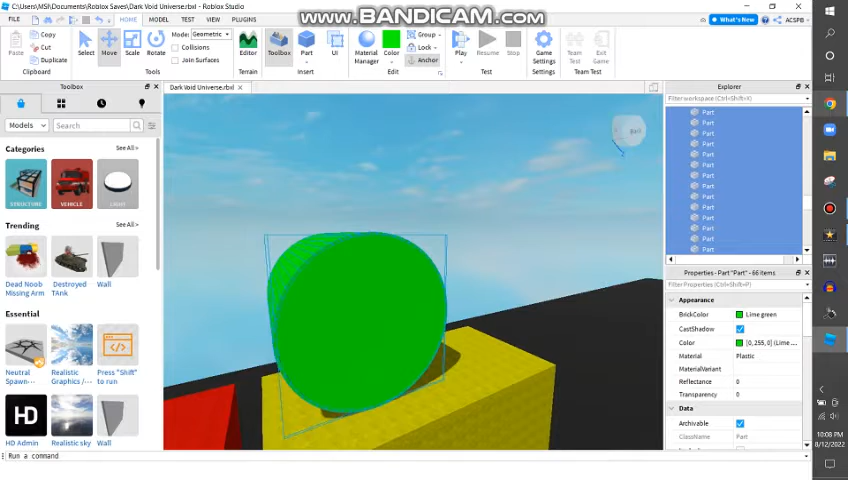 C:\Users\MSI\Documents\Roblox Saves\Dark Void Universe.rbxl - Roblox Studio
www.BANDICAM.com
FILE HOME MODEL TEST VIEW PLUGINS What's New ACSPB
Copy
Cut
Duplicate
Paste
Clipboard
Select Move Scale Rotate
Mode: Geometric
Collisions
Join Surfaces
Tools
Editor
Terrain
Toolbox Part UI
Insert
Material Manager
Color
Group
Lock
Anchor
Edit
Play Resume Stop
Test
Game Settings
Settings
Team Test
Exit Game
Team Test
Toolbox
Models
Search
Categories See All >
STRUCTURE VEHICLE LIGHT
Trending See All >
Dead Noob Missing Arm
Destroyed TAnk
Wall
Essential
Neutral Spawn...
Realistic Graphics /...
Press "Shift" to run
HD
HD Admin
Realistic sky
Wall
Dark Void Universe.rbxl
Explorer
Filter workspace (Ctrl+Shift+X)
Part
Part
Part
Part
Part
Part
Part
Part
Part
Part
Part
Part
Part
Part
Properties - Part "Part" - 66 items
Filter Properties (Ctrl+Shift+P)
Appearance
BrickColor Lime green
CastShadow
Color [0, 255, 0] (Lime ...
Material Plastic
MaterialVariant
Reflectance 0
Transparency 0
Data
Archivable
ClassName Part
Run a command
10:08 PM
8/12/2022